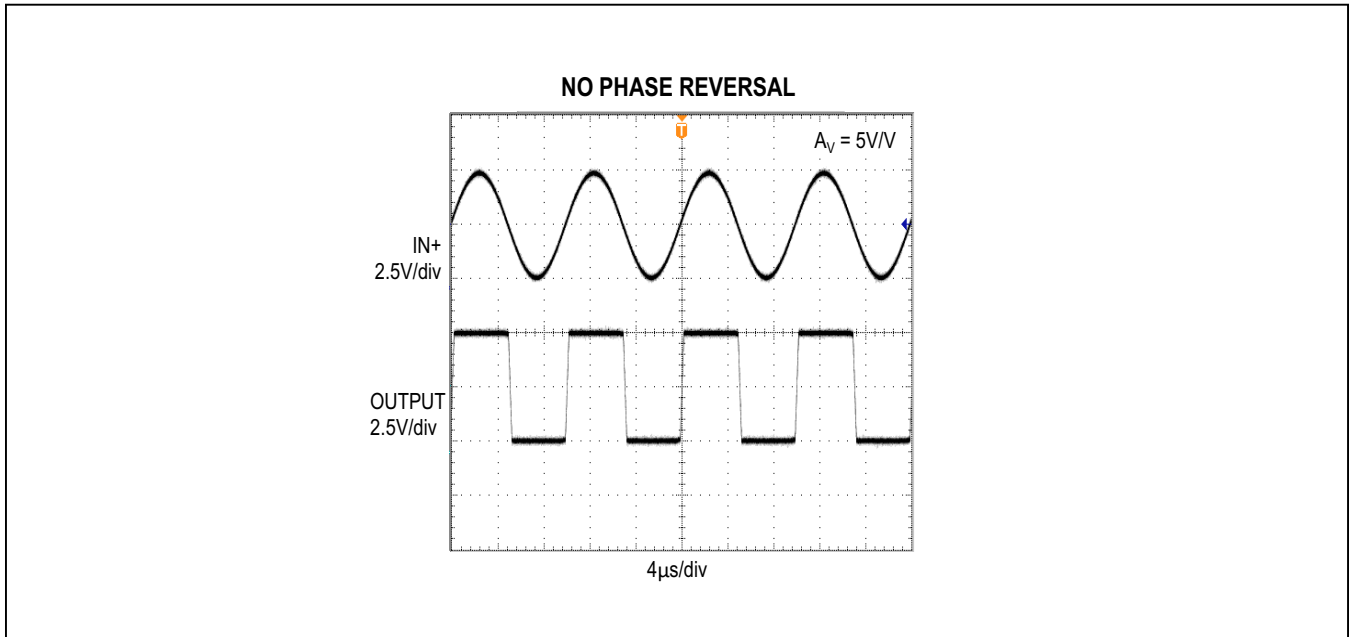 NO PHASE REVERSAL
T
A_V = 5V/V
IN+
2.5V/div
OUTPUT
2.5V/div
4μs/div